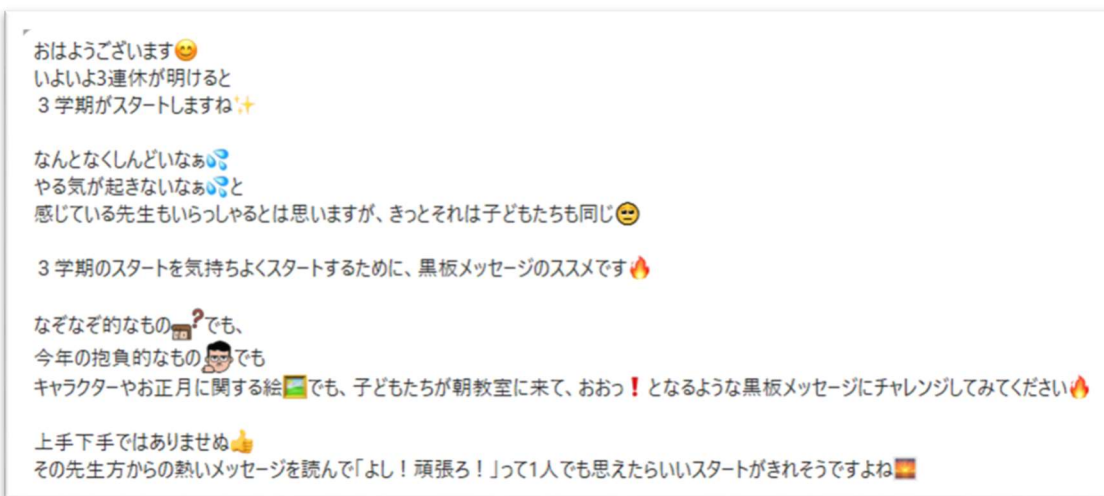 おはようございます😊
いよいよ3連休が明けると
３学期がスタートしますね✨
なんとなくしんどいなぁ💦
やる気が起きないなぁ💦と
感じている先生もいらっしゃるとは思いますが、きっとそれは子どもたちも同じ🥺
３学期のスタートを気持ちよくスタートするために、黒板メッセージのススメです🔥
なぞなぞ的なもの❓でも、
今年の抱負的なものでも
キャラクターやお正月に関する絵🖼️でも、子どもたちが朝教室に来て、おおっ❗となるような黒板メッセージにチャレンジしてみてください🔥
上手下手ではありませぬ👍
その先生方からの熱いメッセージを読んで「よし！頑張ろ！」って1人でも思えたらいいスタートがきれそうですよね🌅